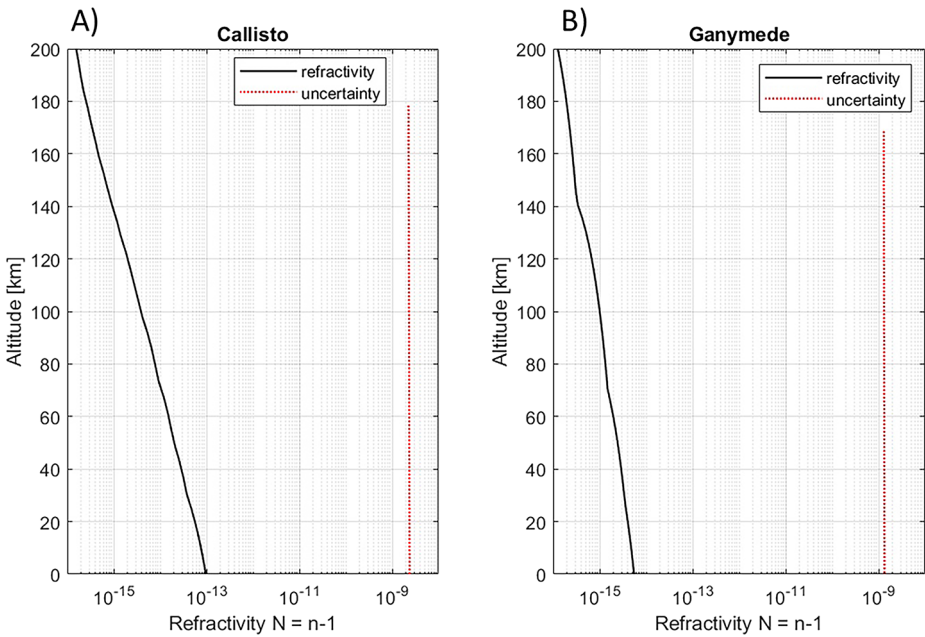 A)
Callisto
refractivity
uncertainty
200
180
160
140
120
100
80
60
40
20
0
Altitude [km]
10-15
10-13
10-11
10-9
Refractivity N = n-1
B)
Ganymede
refractivity
uncertainty
200
180
160
140
120
100
80
60
40
20
0
Altitude [km]
10-15
10-13
10-11
10-9
Refractivity N = n-1